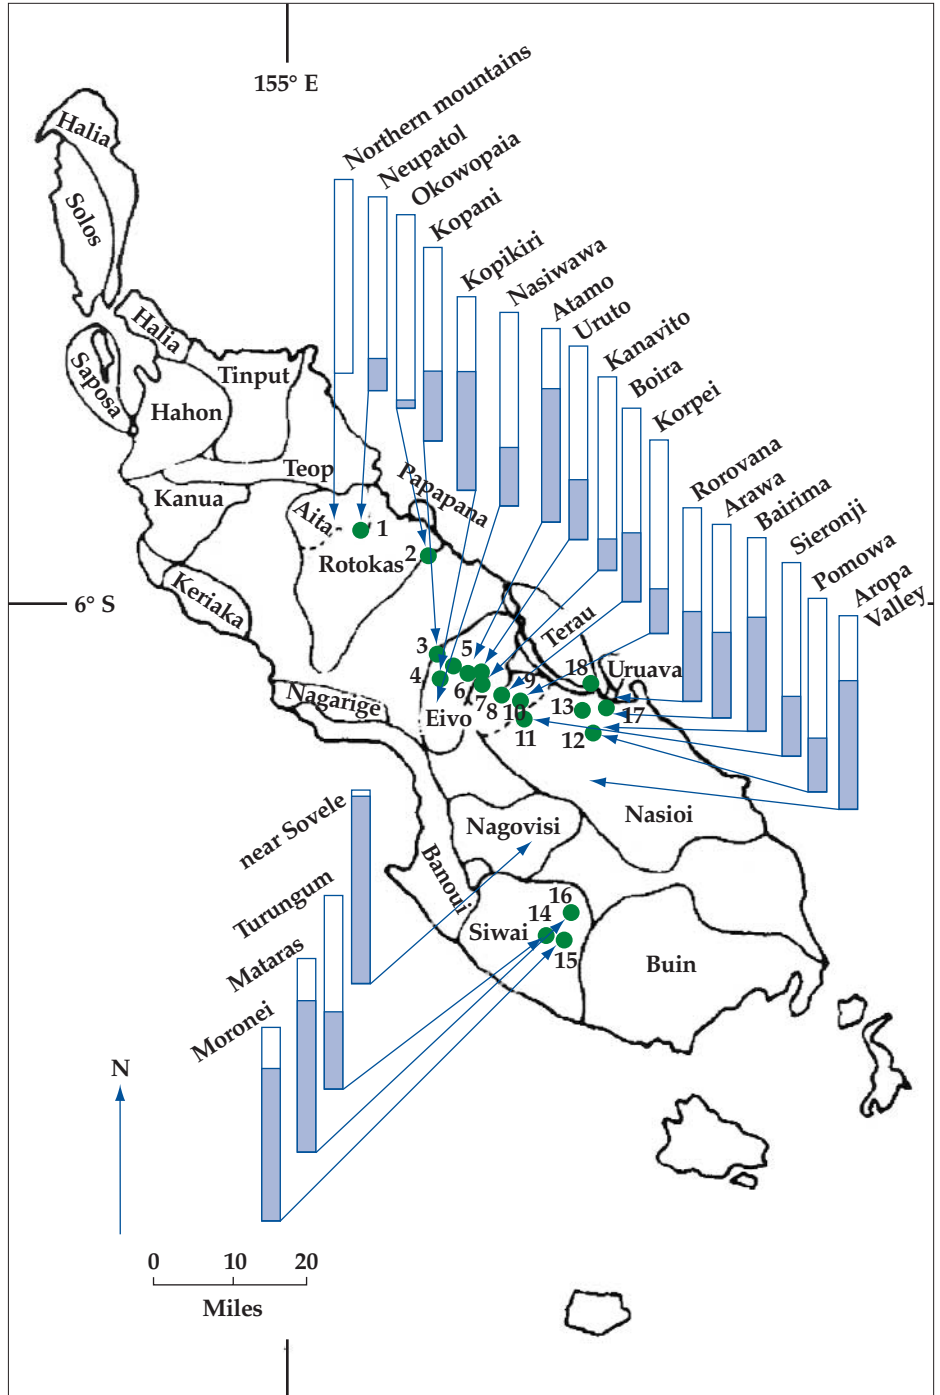 155° E
Northern mountains
Neupatol
Okowopaia
Kopani
Kopikiri
Nasiwawa
Atamo
Uruto
Kanavito
Boira
Korpei
Rorovana
Arawa
Bairima
Sieronji
Pomowa
Aropa
Valley
Halia
Solos
Halia
Saposa
Tinput
Hahon
Teop
Papapana
Kanua
Aita
1
Rotokas
2
Keriaka
6° S
Terau
3
5
18
Uruava
4
6
9
7
8
10
13
17
Nagarige
Eivo
11
12
Nasioi
near Sovele
Nagovisi
Banoui
Turungum
16
14
Siwai
15
Buin
Mataras
Moronei
N
0 10 20
Miles